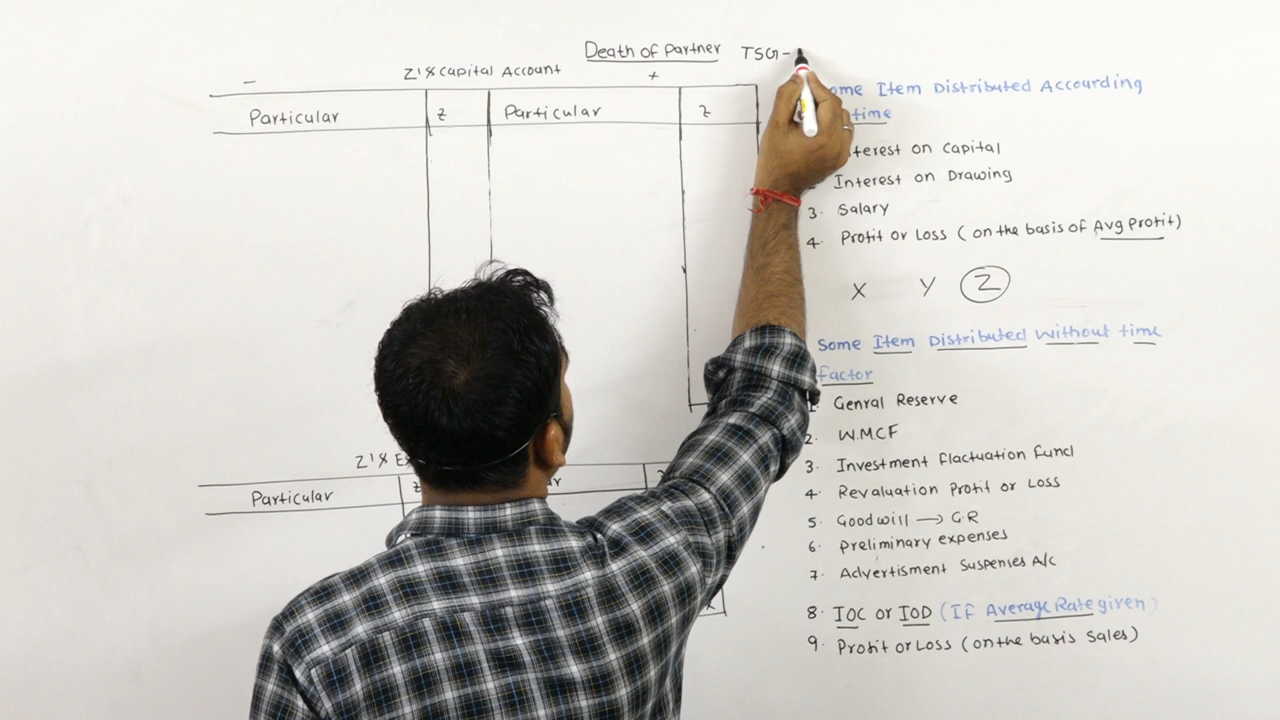 Death of Partner TSG-
Z's Capital Account
- +
Particular Z Particular Z
Some Item Distributed Accourding
time
Interest on Capital
Interest on Drawing
3. Salary
4. Profit or Loss (on the basis of Avg Profit)
X Y Z
Some Item Distributed Without time
factor
1. Genral Reserve
2. W.M.C.F
3. Investment Flactuation Fund
4. Revaluation Profit or Loss
5. Goodwill → G.R
6. Preliminary expenses
7. Advertisment Suspenses A/c
8. IOC or IOD (If Average Rate given)
9. Profit or Loss (on the basis Sales)
Z's Ex
Particular Z